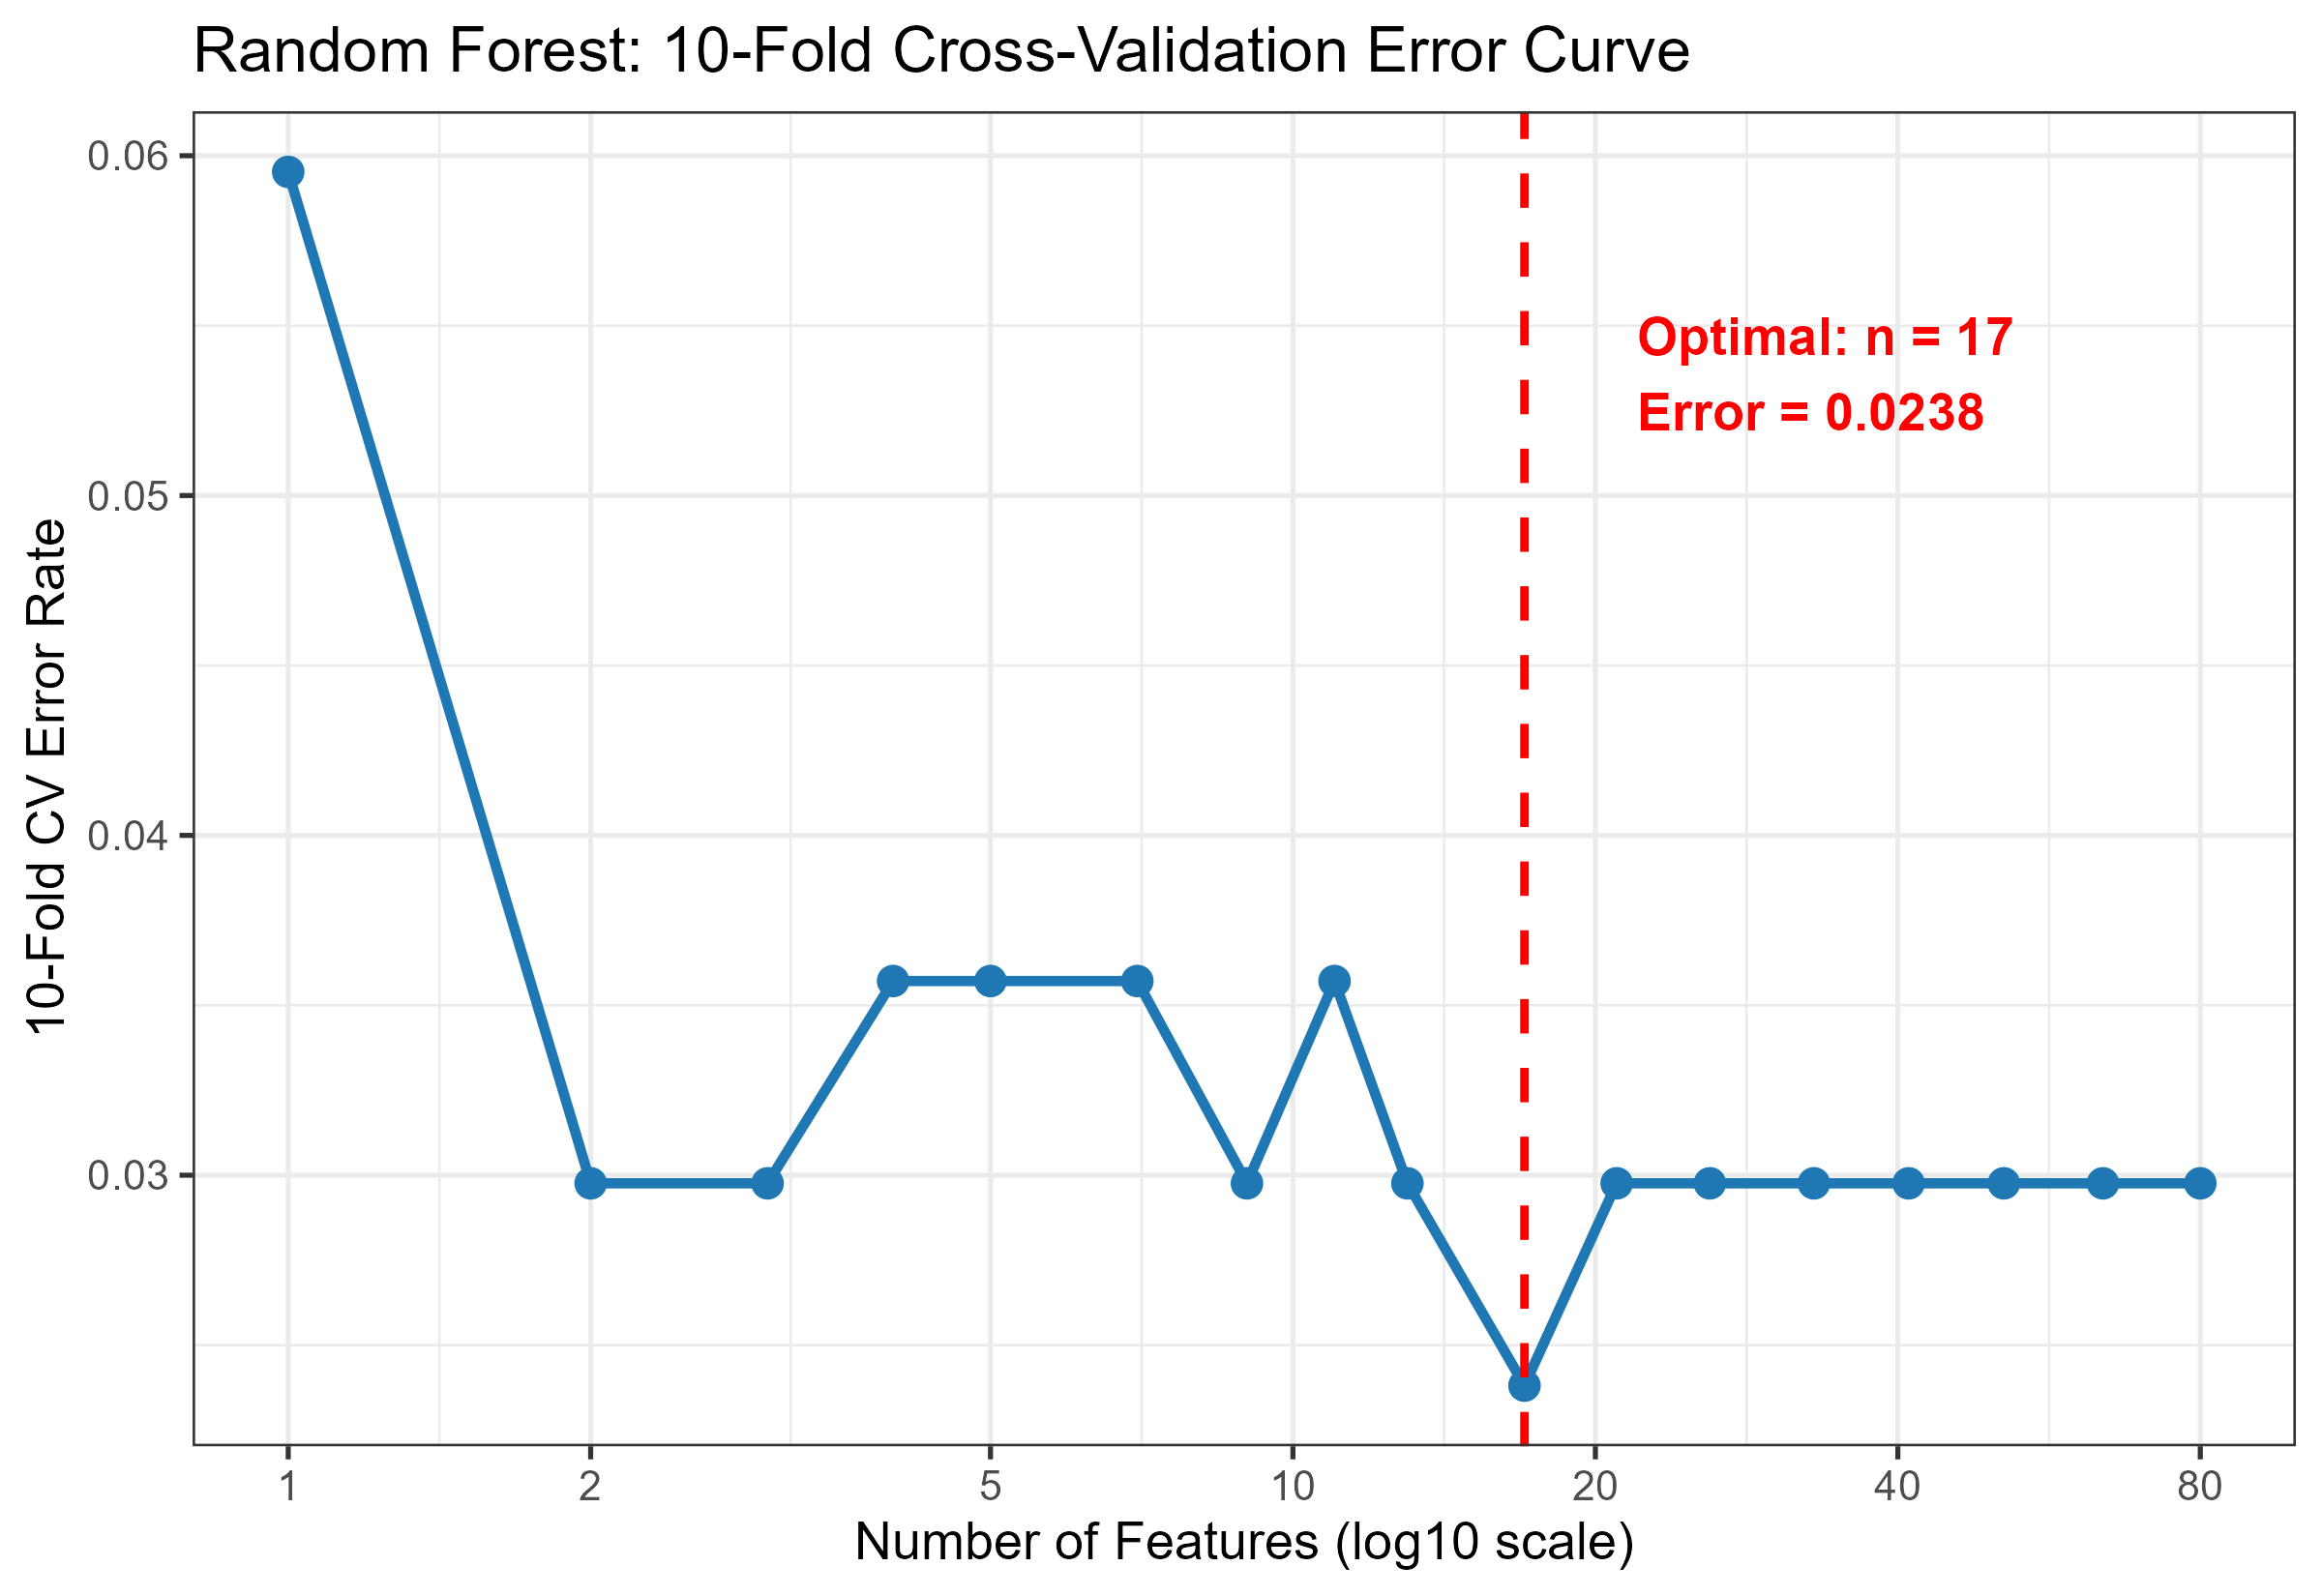 Random Forest: 10-Fold Cross-Validation Error Curve
10-Fold CV Error Rate
0.06
0.05
0.04
0.03
Optimal: n = 17
Error = 0.0238
1 2 5 10 20 40 80
Number of Features (log10 scale)